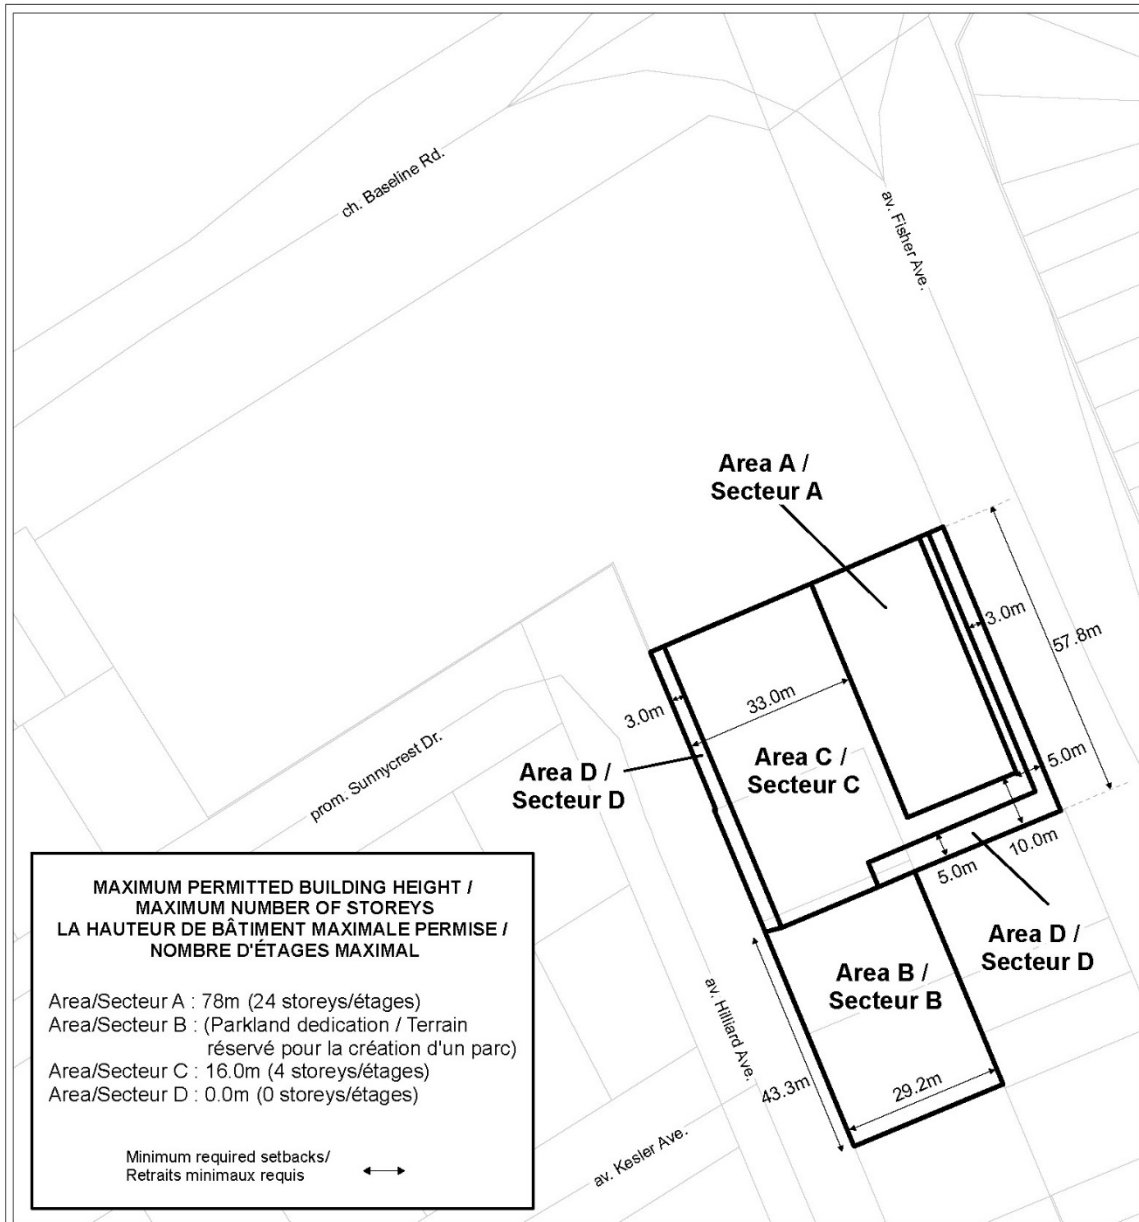 ch. Baseline Rd.
av. Fisher Ave.
Area A /
Secteur A
3.0m
57.8m
33.0m
3.0m
Area C /
Secteur C
Area D /
Secteur D
5.0m
prom. Sunnycrest Dr.
10.0m
5.0m
Area D /
Secteur D
Area B /
Secteur B
av. Hilliard Ave.
43.3m
29.2m
av. Kesler Ave.
MAXIMUM PERMITTED BUILDING HEIGHT /
MAXIMUM NUMBER OF STOREYS
LA HAUTEUR DE BÂTIMENT MAXIMALE PERMISE /
NOMBRE D'ÉTAGES MAXIMAL
Area/Secteur A : 78m (24 storeys/étages)
Area/Secteur B : (Parkland dedication / Terrain
réservé pour la création d'un parc)
Area/Secteur C : 16.0m (4 storeys/étages)
Area/Secteur D : 0.0m (0 storeys/étages)
Minimum required setbacks/
Retraits minimaux requis